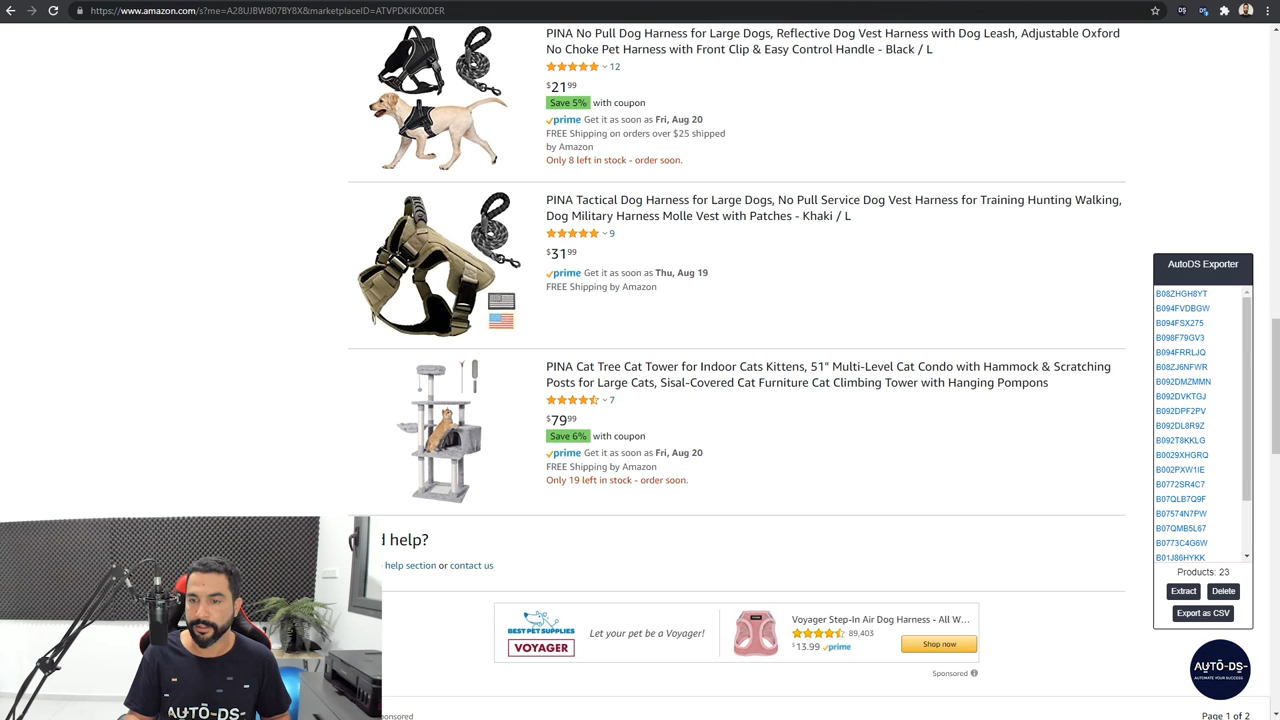 https://www.amazon.com/s?me=A28UJBW807BY8X&marketplaceID=ATVPDKIKX0DER
PINA No Pull Dog Harness for Large Dogs, Reflective Dog Vest Harness with Dog Leash, Adjustable Oxford
No Choke Pet Harness with Front Clip & Easy Control Handle - Black / L
12
$21 99
Save 5% with coupon
prime Get it as soon as Fri, Aug 20
FREE Shipping on orders over $25 shipped
by Amazon
Only 8 left in stock - order soon.
PINA Tactical Dog Harness for Large Dogs, No Pull Service Dog Vest Harness for Training Hunting Walking,
Dog Military Harness Molle Vest with Patches - Khaki / L
9
$31 99
prime Get it as soon as Thu, Aug 19
FREE Shipping by Amazon
PINA Cat Tree Cat Tower for Indoor Cats Kittens, 51" Multi-Level Cat Condo with Hammock & Scratching
Posts for Large Cats, Sisal-Covered Cat Furniture Cat Climbing Tower with Hanging Pompons
7
$79 99
Save 6% with coupon
prime Get it as soon as Fri, Aug 20
FREE Shipping by Amazon
Only 19 left in stock - order soon.
d help?
help section or contact us
BEST PET SUPPLIES
VOYAGER
Let your pet be a Voyager!
Voyager Step-In Air Dog Harness - All W...
89,403
$13.99 prime
Shop now
Sponsored
ponsored
Page 1 of 2
AutoDS Exporter
B08ZHGH8YT
B094FVDBGW
B094FSX275
B098F79GV3
B094FRRLJQ
B08ZJ6NFWR
B092DMZMMN
B092DVKTGJ
B092DPF2PV
B092DL8R9Z
B092T8KKLG
B0029XHGRQ
B002PXW1IE
B0772SR4C7
B07QLB7Q9F
B07574N7PW
B07QMB5L67
B0773C4G6W
B01J86HYKK
Products: 23
Extract Delete
Export as CSV
AUTO-DS-
AUTOMATE YOUR SUCCESS
AUTO-DS-